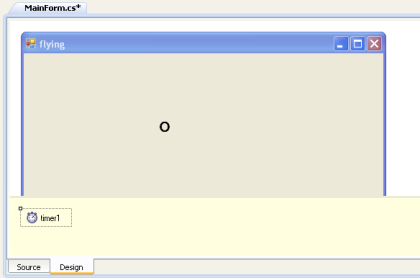 MainForm.cs*
flying
O
timer1
Source Design